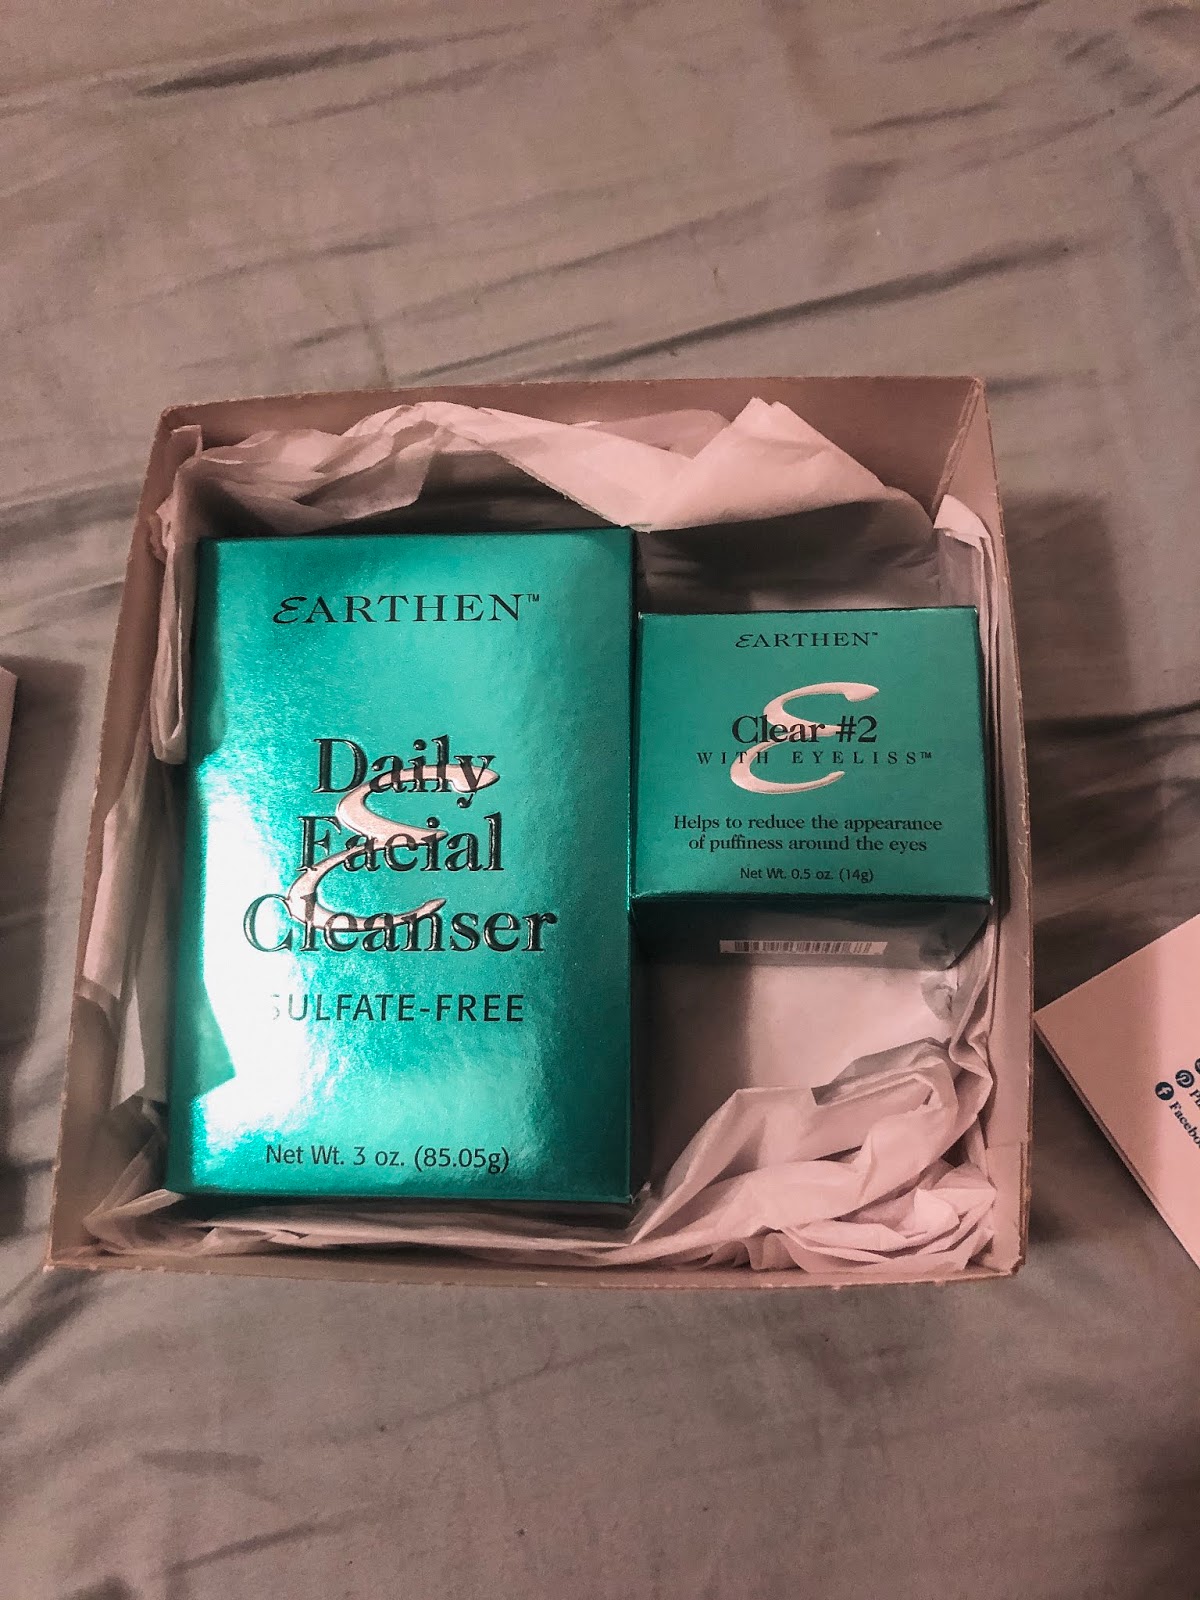 EARTHEN™
Daily
Facial
Cleanser
SULFATE-FREE
Net Wt. 3 oz. (85.05g)
EARTHEN™
Clear #2
WITH EYELISS™
Helps to reduce the appearance
of puffiness around the eyes
Net Wt. 0.5 oz. (14g)